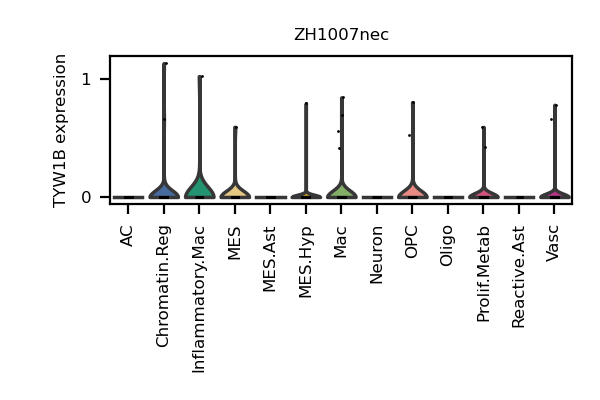 ZH1007nec
TYW1B expression
1
0
AC
Chromatin.Reg
Inflammatory.Mac
MES
MES.Ast
MES.Hyp
Mac
Neuron
OPC
Oligo
Prolif.Metab
Reactive.Ast
Vasc